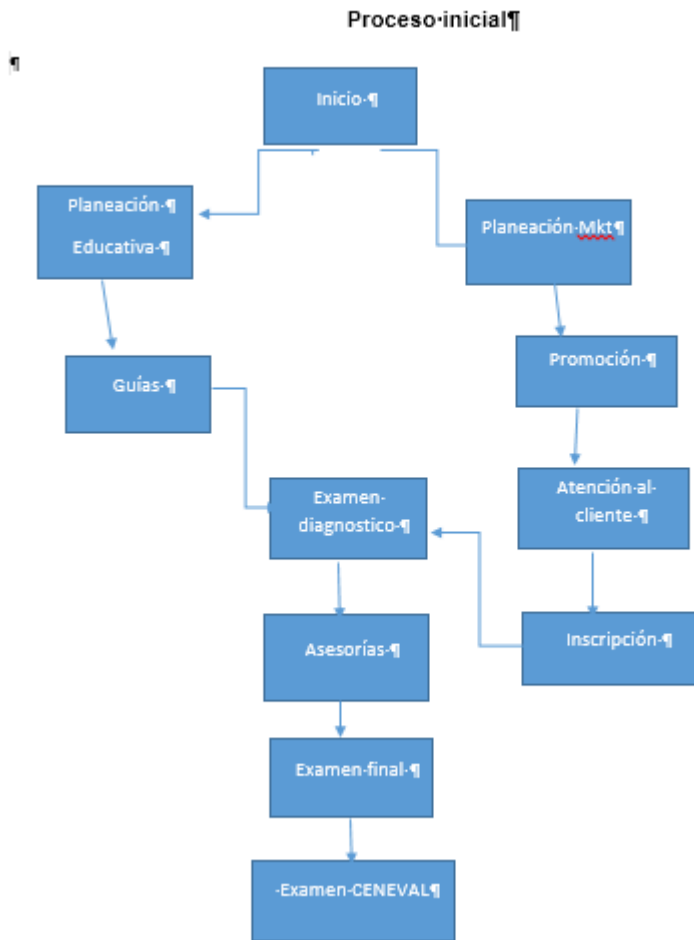 Proceso·inicial¶
¶
Inicio·¶
Planeación·¶
Educativa·¶
Planeación·Mkt¶
Guías·¶
Promoción·¶
Examen·
diagnostico·¶
Atención·al·
cliente·¶
Asesorías·¶
Inscripción·¶
Examen·final·¶
·Examen·CENEVAL¶